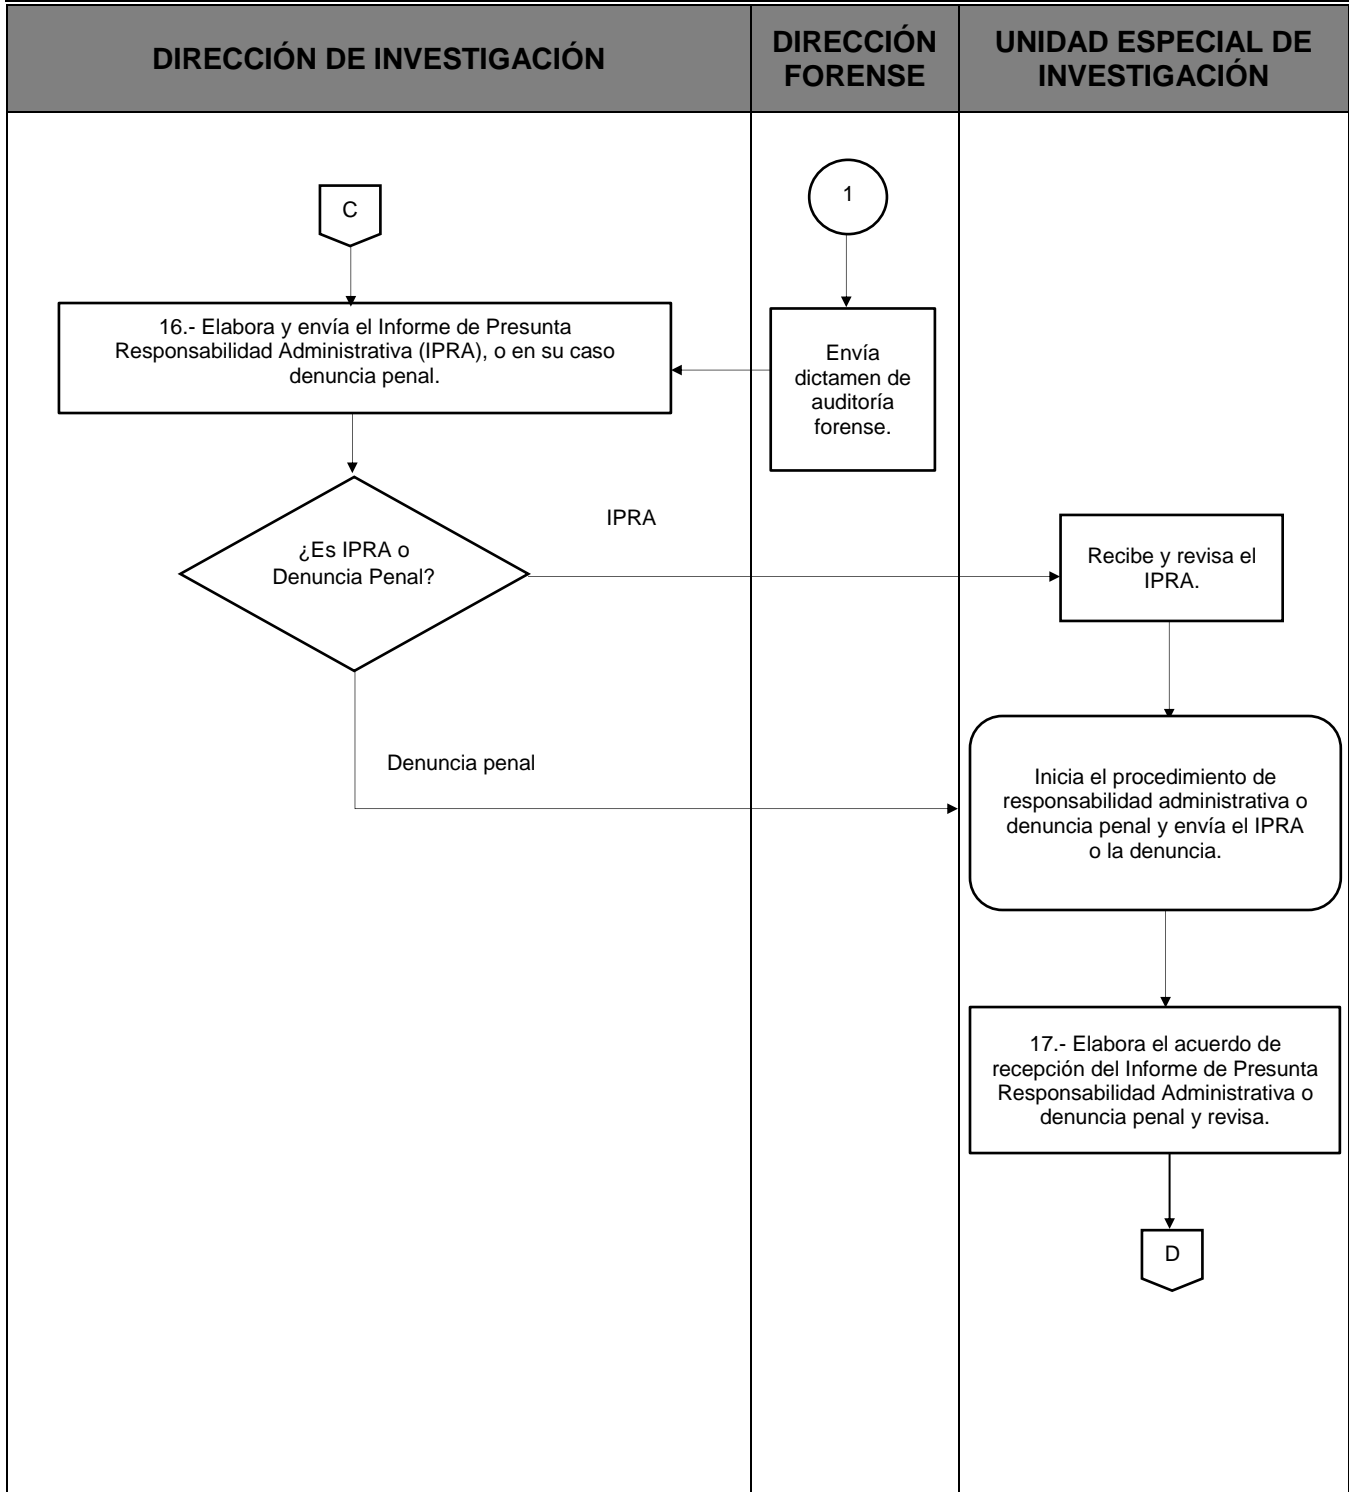 DIRECCIÓN DE INVESTIGACIÓN
DIRECCIÓN
FORENSE
UNIDAD ESPECIAL DE
INVESTIGACIÓN
C
1
16.- Elabora y envía el Informe de Presunta
Responsabilidad Administrativa (IPRA), o en su caso
denuncia penal.
Envía
dictamen de
auditoría
forense.
¿Es IPRA o
Denuncia Penal?
IPRA
Recibe y revisa el
IPRA.
Denuncia penal
Inicia el procedimiento de
responsabilidad administrativa o
denuncia penal y envía el IPRA
o la denuncia.
17.- Elabora el acuerdo de
recepción del Informe de Presunta
Responsabilidad Administrativa o
denuncia penal y revisa.
D